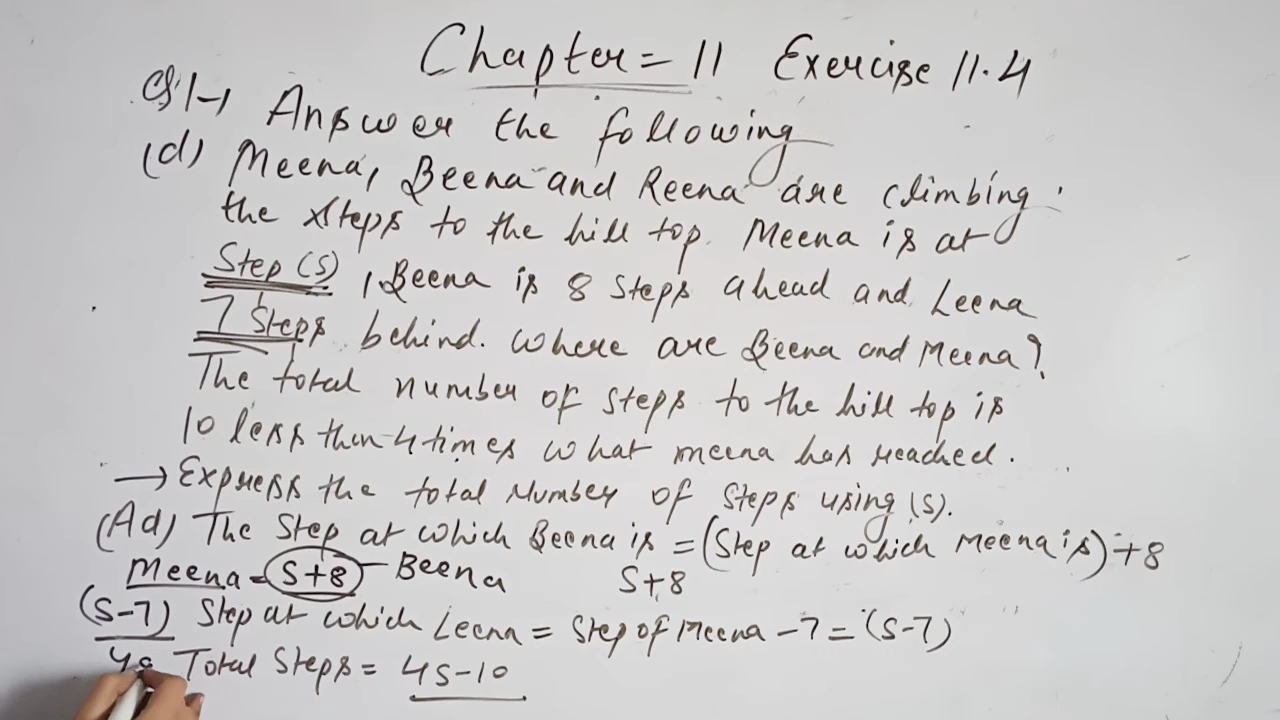 Chapter = 11 Exercise 11.4
Q1→ Answer the following
(d) Meena, Beena and Reena are climbing
the steps to the hill top. Meena is at
Step (s), Beena is 8 steps ahead and Leena
7 steps behind. Where are Beena and Meena?
The total number of steps to the hill top is
10 less than 4 times what meena has reached.
→ Express the total number of steps using (s).
(Ad) The step at which Beena is = (Step at which Meena is) + 8
Meena - S+8 - Beena S+8
(S-7) Step at which Leena = Step of Meena - 7 = (S-7)
4s Total Steps = 4S-10